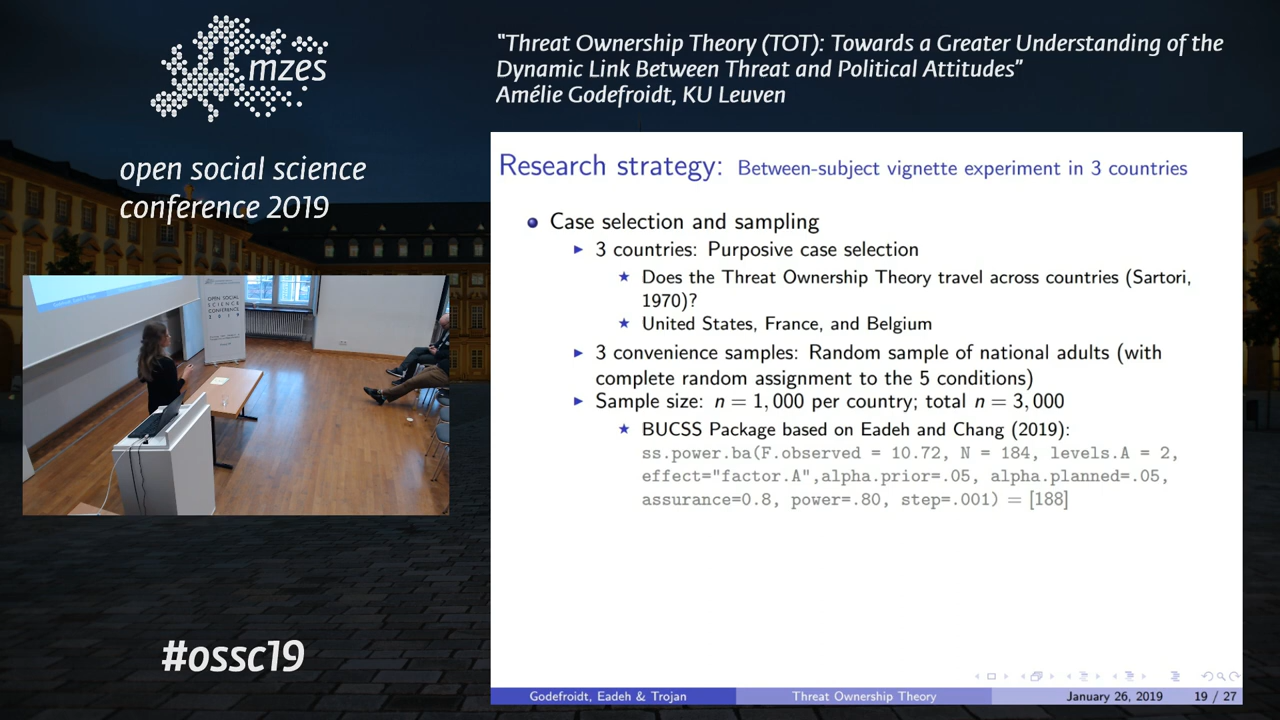 mzes
open social science
conference 2019
"Threat Ownership Theory (TOT): Towards a Greater Understanding of the
Dynamic Link Between Threat and Political Attitudes"
Amélie Godefroidt, KU Leuven
Research strategy: Between-subject vignette experiment in 3 countries
Case selection and sampling
3 countries: Purposive case selection
Does the Threat Ownership Theory travel across countries (Sartori,
1970)?
United States, France, and Belgium
3 convenience samples: Random sample of national adults (with
complete random assignment to the 5 conditions)
Sample size: n = 1,000 per country; total n = 3,000
BUCSS Package based on Eadeh and Chang (2019):
ss.power.ba(F.observed = 10.72, N = 184, levels.A = 2,
effect="factor.A",alpha.prior=.05, alpha.planned=.05,
assurance=0.8, power=.80, step=.001) = [188]
Godefroidt, Eadeh & Trojan Threat Ownership Theory January 26, 2019 19 / 27
OPEN SOCIAL
SCIENCE
CONFERENCE
2019
#ossc19